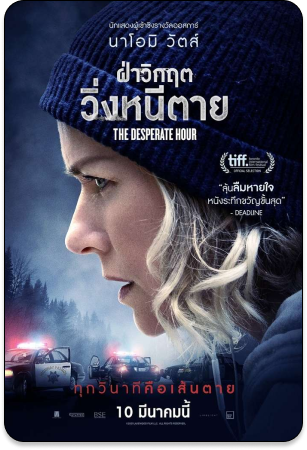 นักแสดงผู้เข้าชิงรางวัลออสการ์
นาโอมิ วัตส์
ฝ่าวิกฤต
วิ่งหนีตาย
THE DESPERATE HOUR
tiff.
OFFICIAL SELECTION
"ลุ้นลืมหายใจ
หนังระทึกขวัญชั้นสุด"
- DEADLINE
ทุกวินาทีคือเส้นตาย
10 มีนาคมนี้